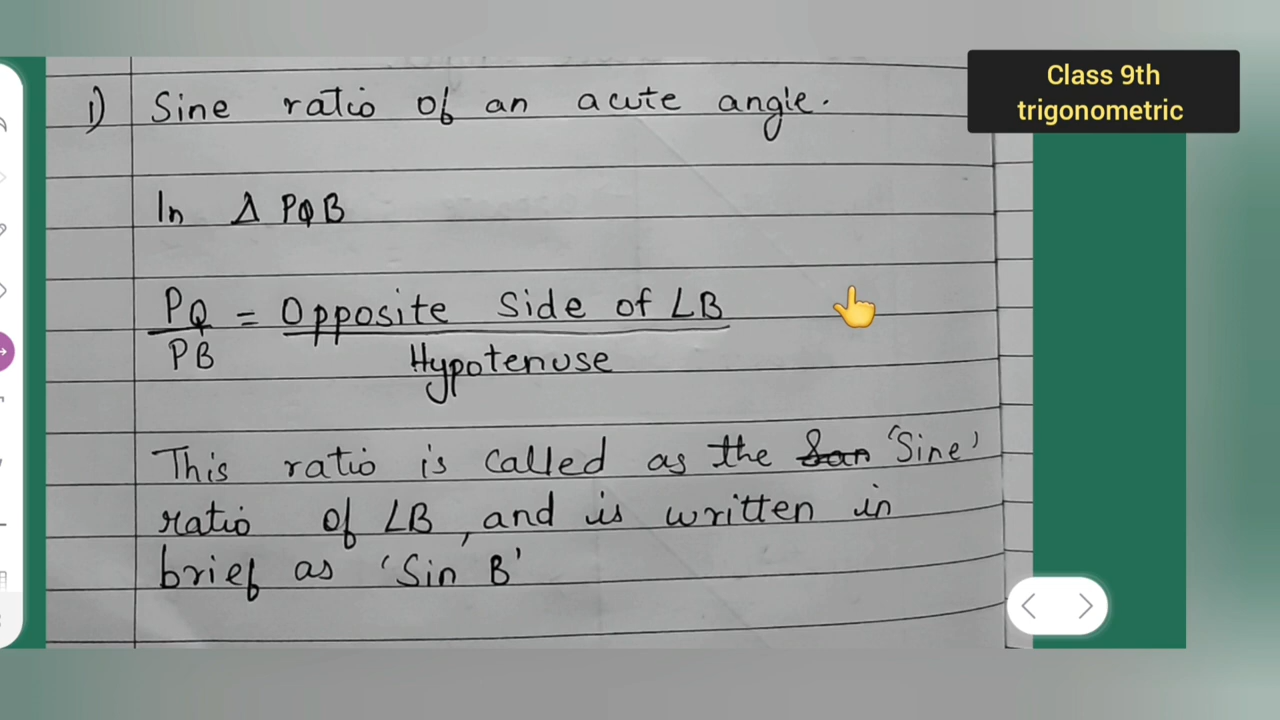 Class 9th
trigonometric
1) Sine ratio of an acute angle.
In Δ PQB
PQ/PB = Opposite Side of ∠B/Hypotenuse
This ratio is called as the San 'Sine'
ratio of ∠B, and is written in
brief as 'Sin B'